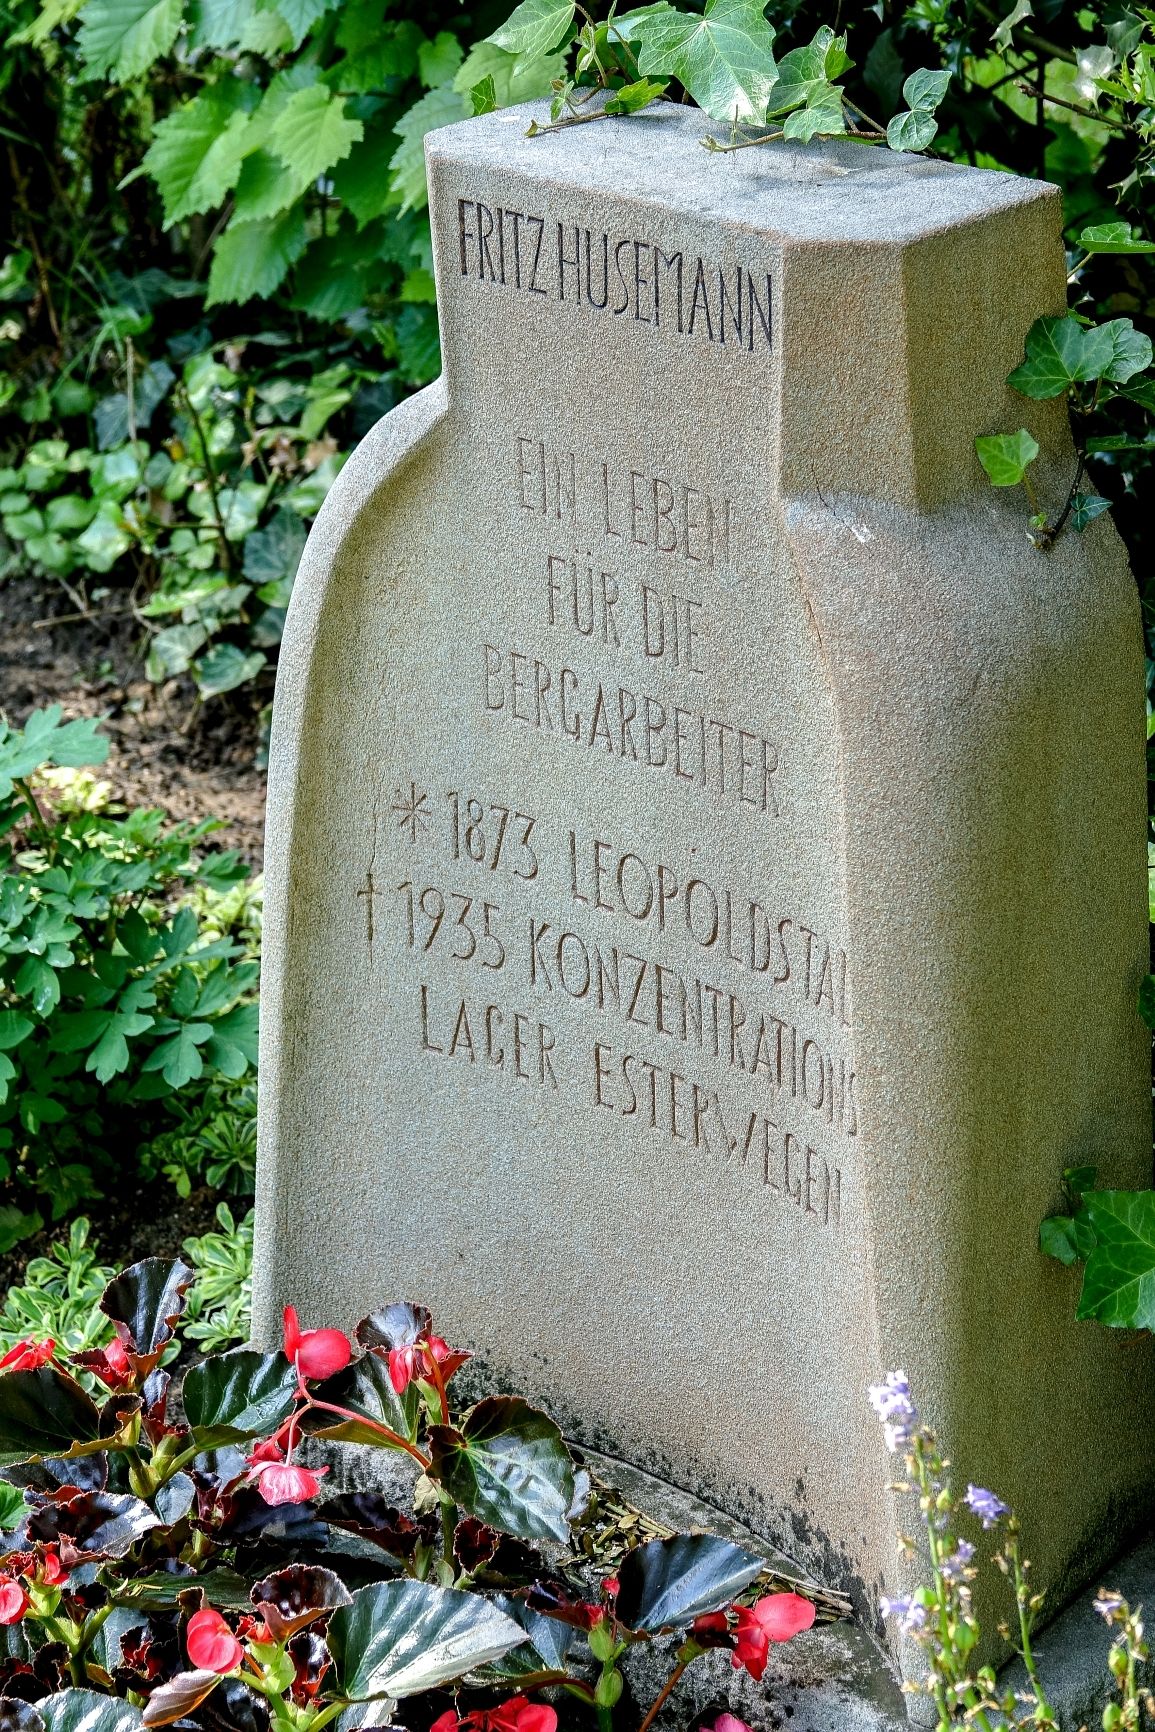 FRITZ HUSEMANN
EIN LEBEN
FÜR DIE
BERGARBEITER
* 1873 LEOPOLDSTAL
† 1935 KONZENTRATIONS
LAGER ESTERWEGEN